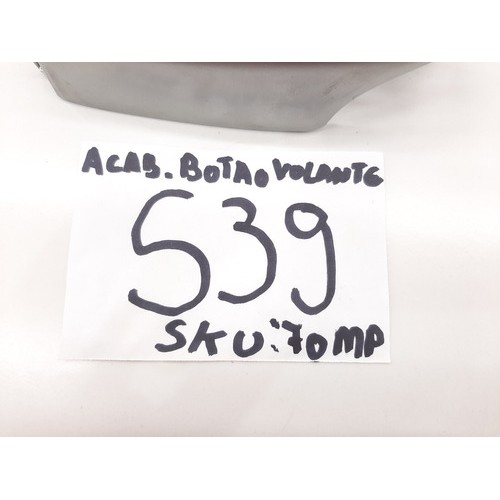 ACAB. BOTAO VOLANTE
539
SKU: 70MP